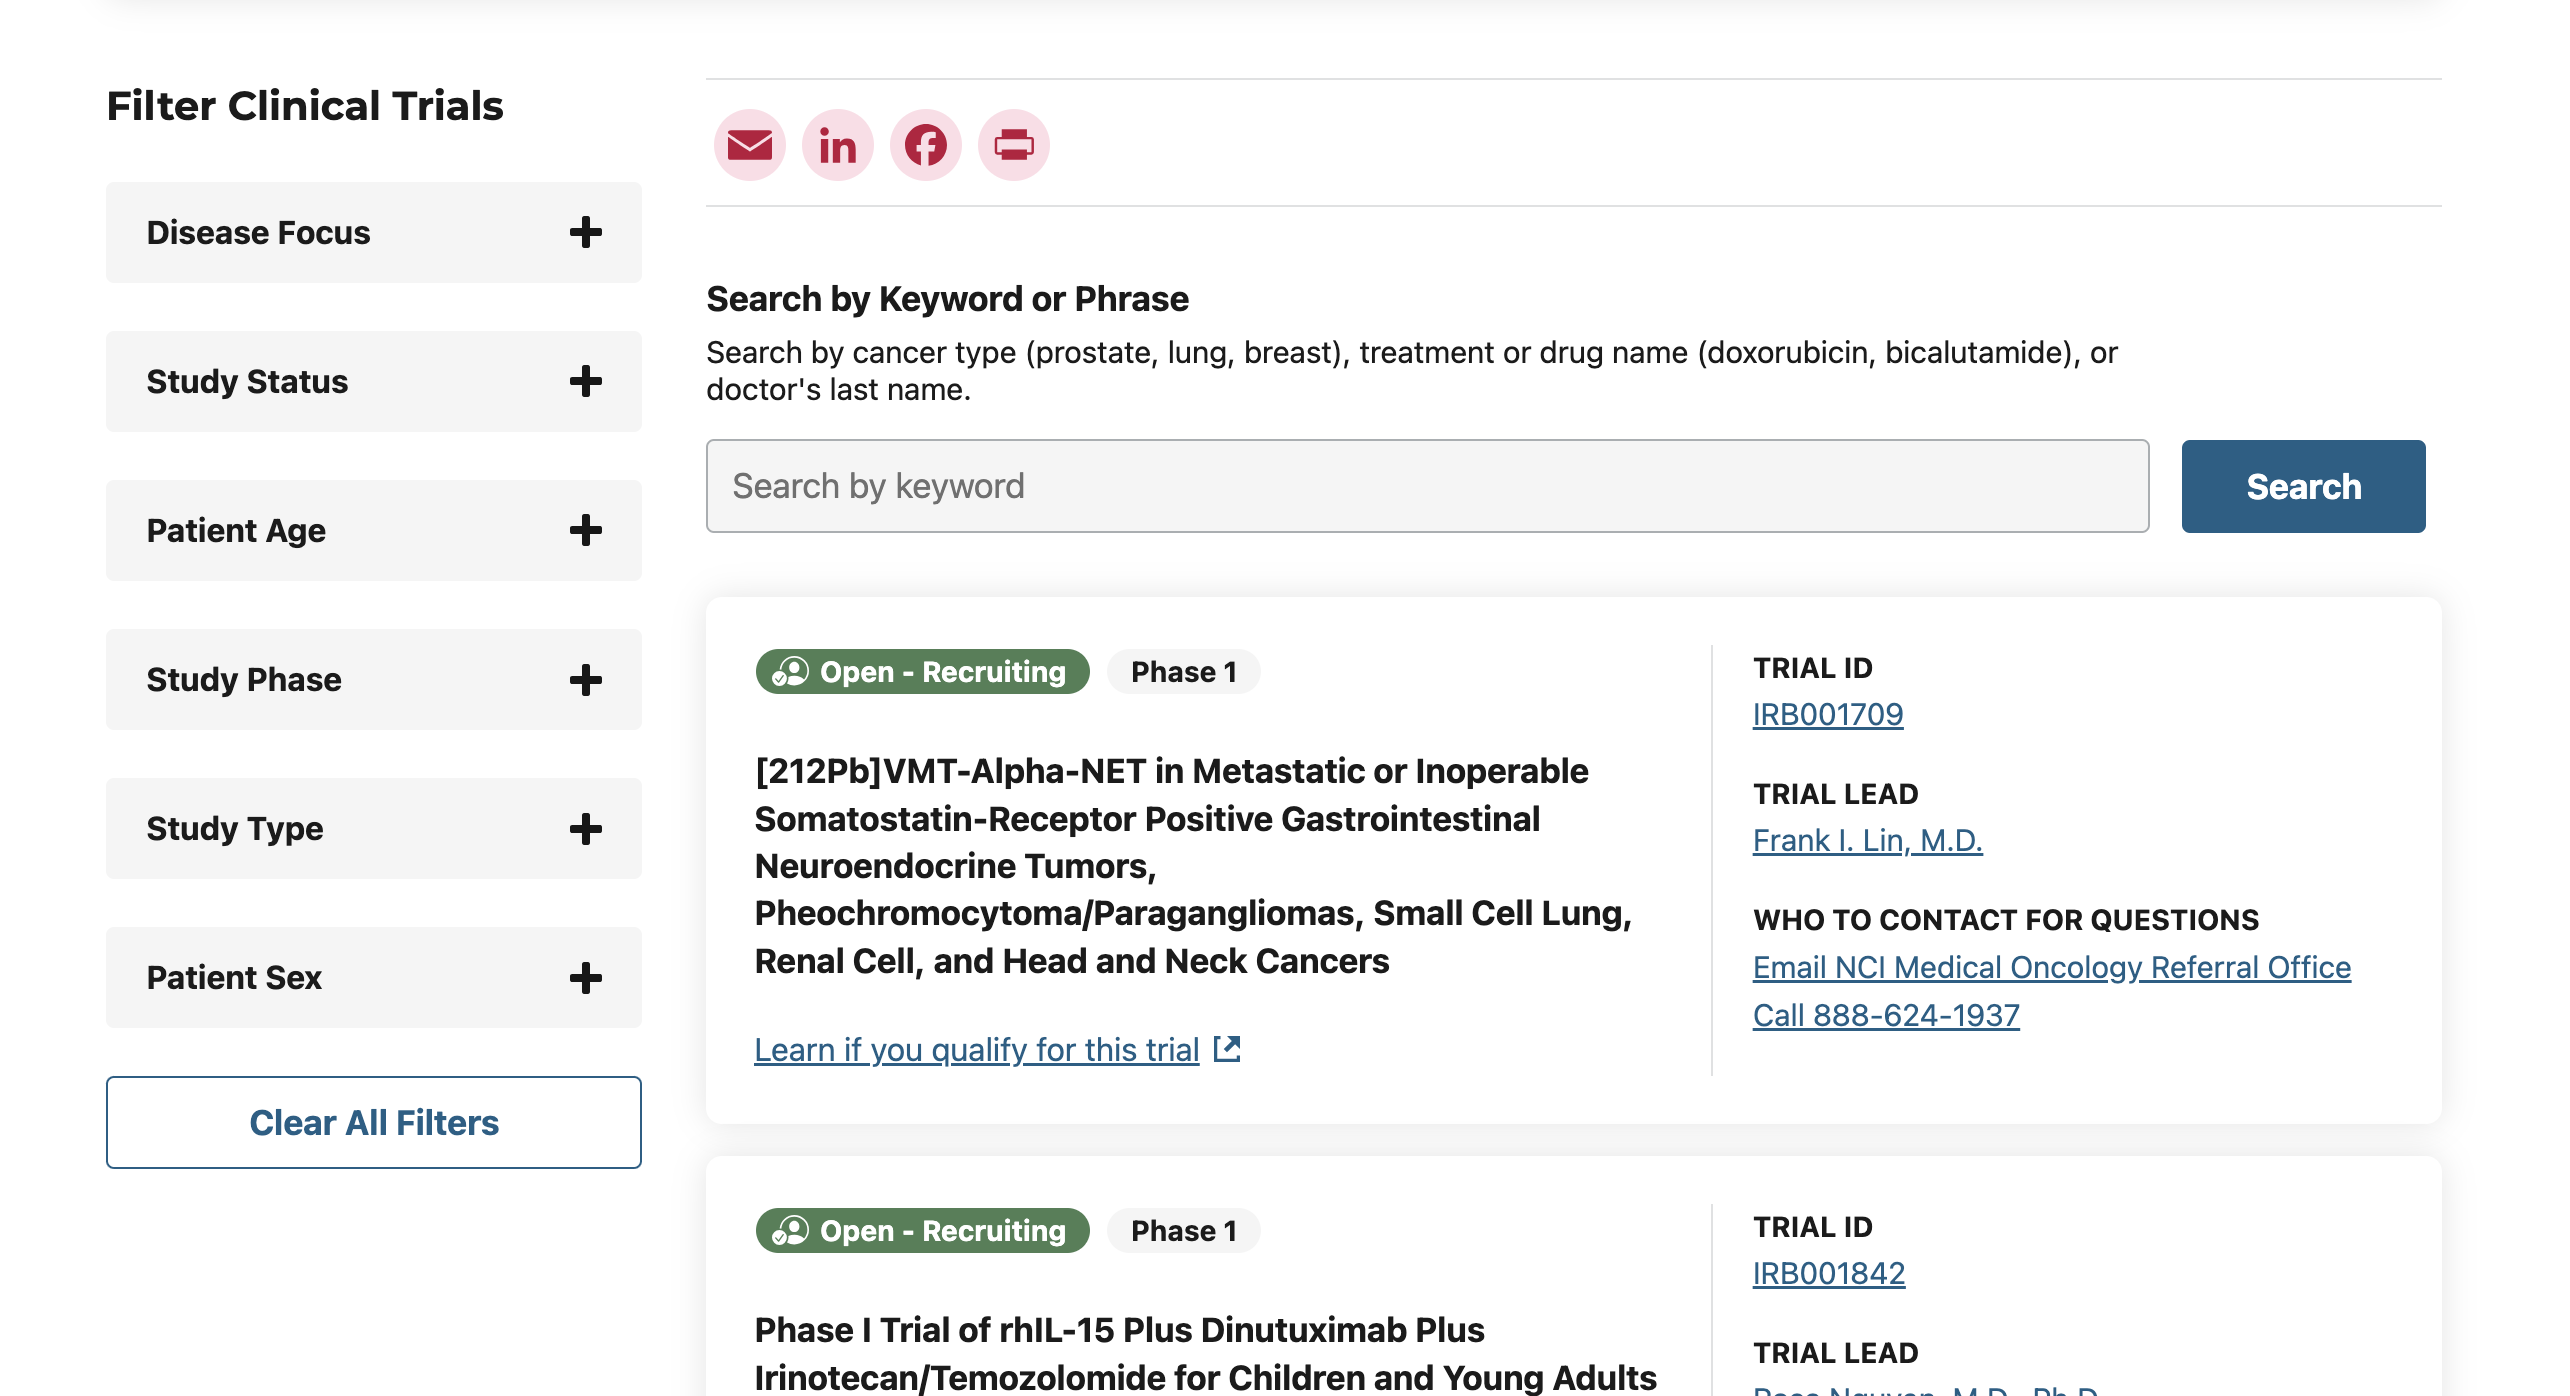 Filter Clinical Trials
Disease Focus
Study Status
Patient Age
Study Phase
Study Type
Patient Sex
Clear All Filters
in
Search by Keyword or Phrase
Search by cancer type (prostate, lung, breast), treatment or drug name (doxorubicin, bicalutamide), or
doctor's last name.
Search by keyword
Search
Open - Recruiting
Phase 1
[212Pb]VMT-Alpha-NET in Metastatic or Inoperable
Somatostatin-Receptor Positive Gastrointestinal
Neuroendocrine Tumors,
Pheochromocytoma/Paragangliomas, Small Cell Lung,
Renal Cell, and Head and Neck Cancers
Learn if you qualify for this trial
TRIAL ID
IRB001709
TRIAL LEAD
Frank I. Lin, M.D.
WHO TO CONTACT FOR QUESTIONS
Email NCI Medical Oncology Referral Office
Call 888-624-1937
Open - Recruiting
Phase 1
Phase I Trial of rhIL-15 Plus Dinutuximab Plus
Irinotecan/Temozolomide for Children and Young Adults
TRIAL ID
IRB001842
TRIAL LEAD
Nguyen, M.D., Ph.D.